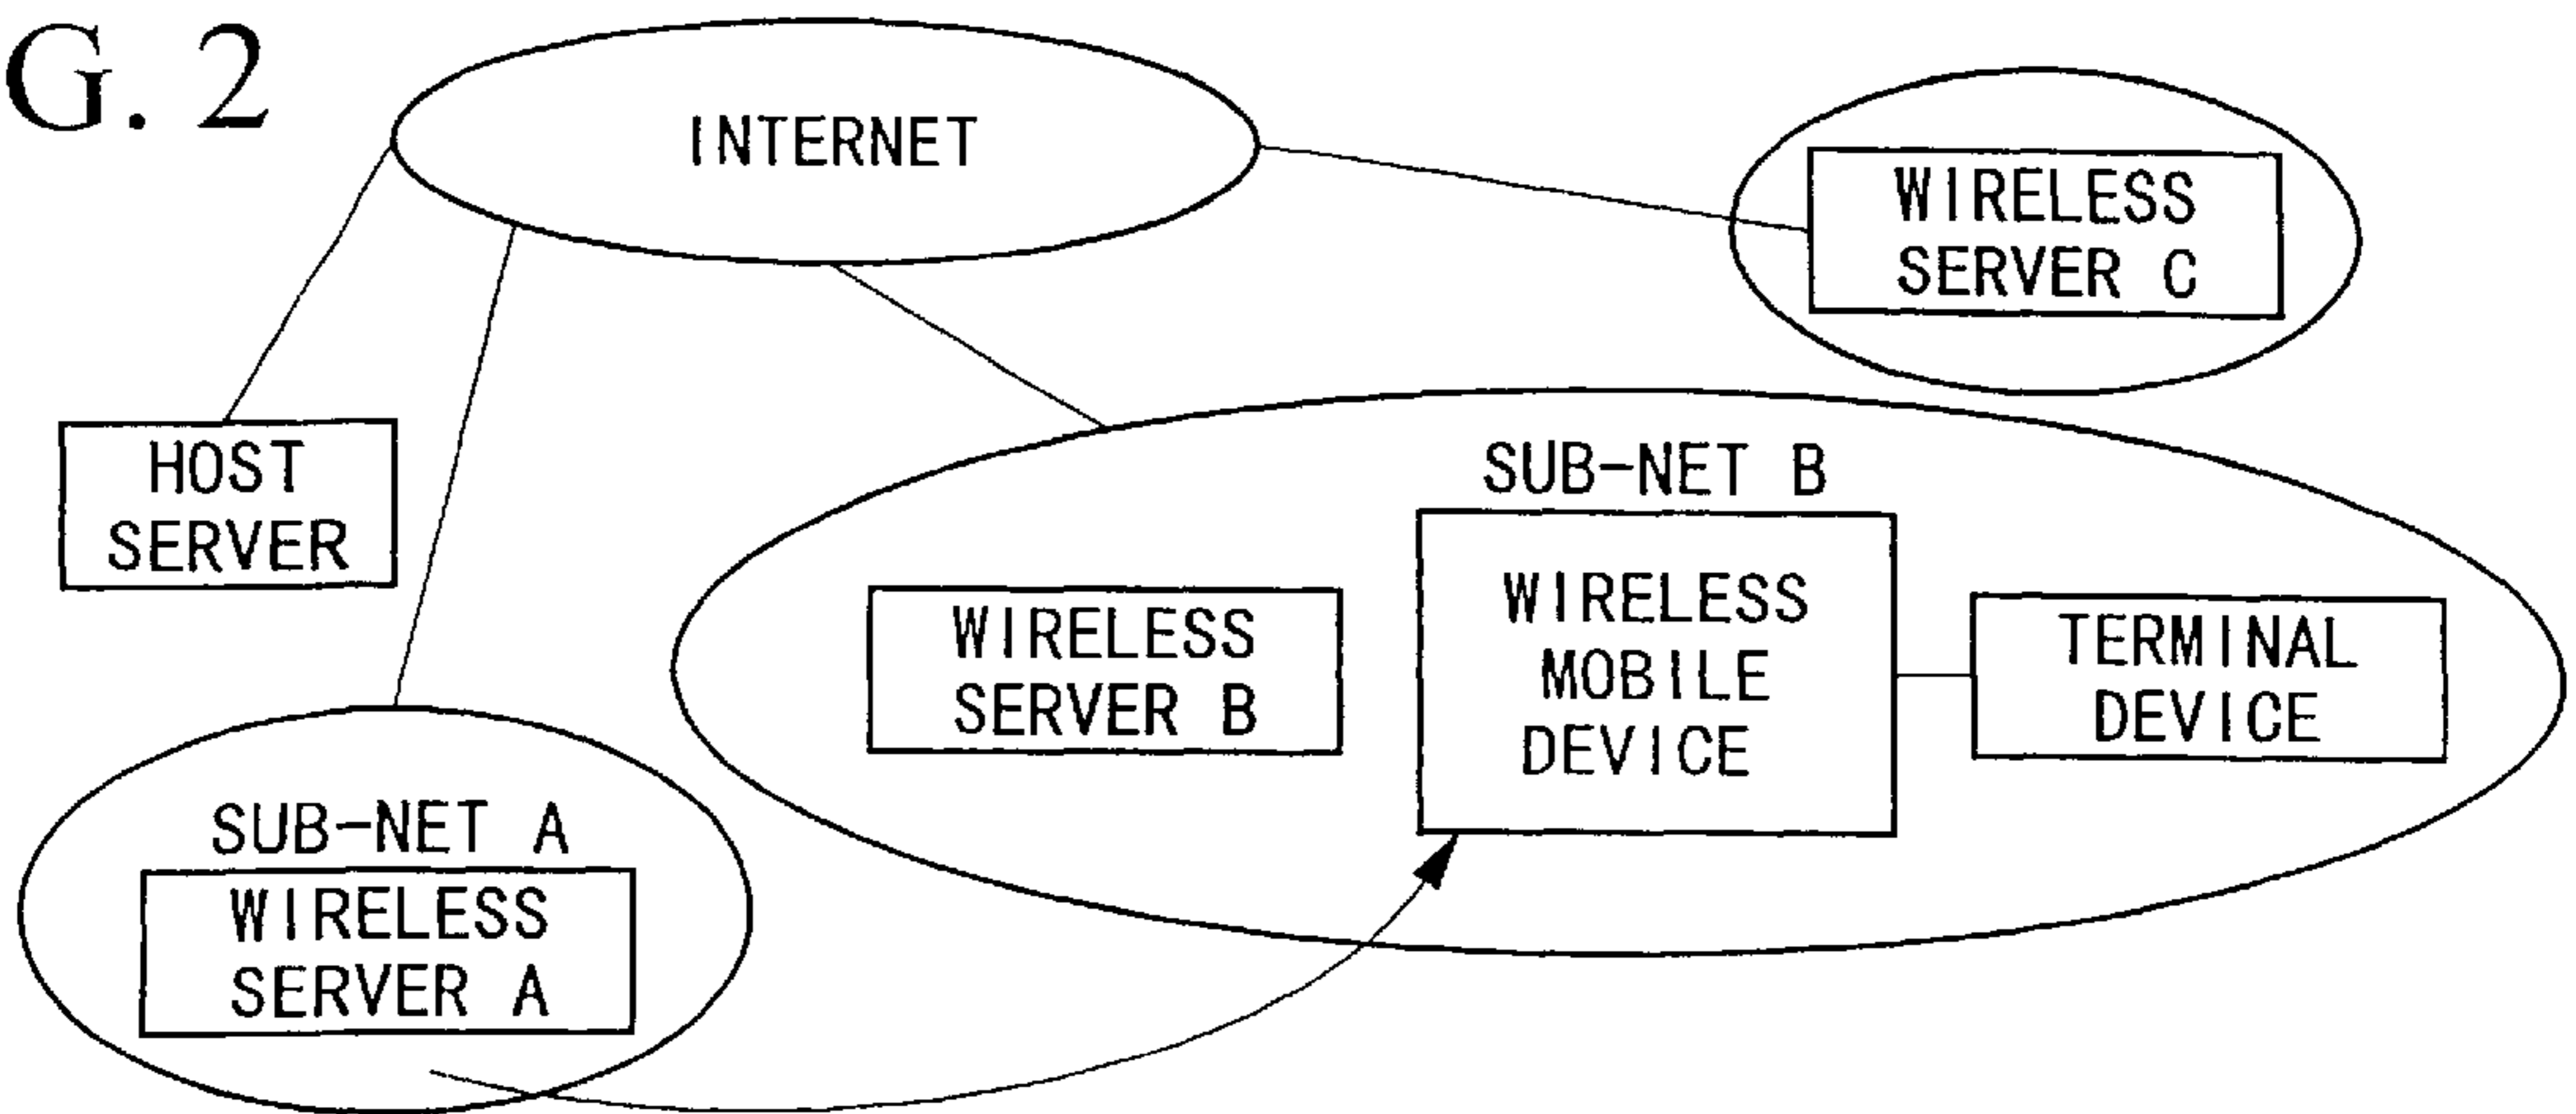 G. 2
INTERNET
WIRELESS
SERVER C
HOST
SERVER
SUB-NET B
WIRELESS
SERVER B
WIRELESS
MOBILE
DEVICE
TERMINAL
DEVICE
SUB-NET A
WIRELESS
SERVER A